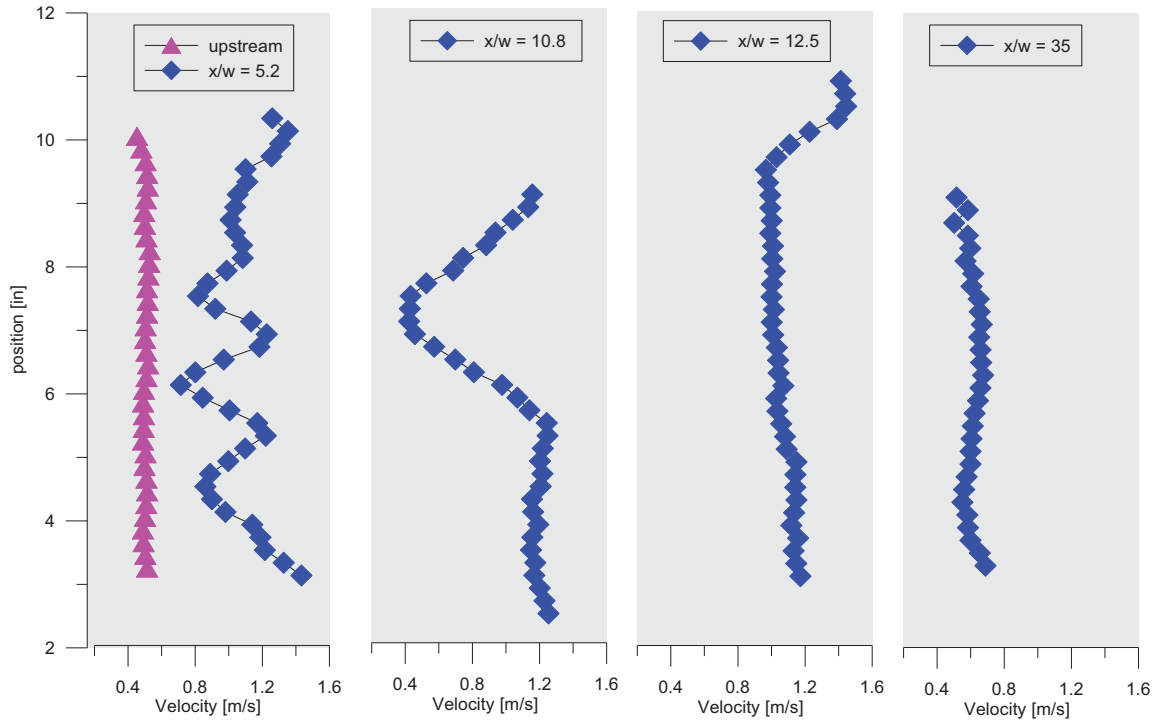 upstream
x/w = 5.2
x/w = 10.8
x/w = 12.5
x/w = 35
position [in]
12
10
8
6
4
2
0.4 0.8 1.2 1.6
0.4 0.8 1.2 1.6
0.4 0.8 1.2 1.6
0.4 0.8 1.2 1.6
Velocity [m/s]
Velocity [m/s]
Velocity [m/s]
Velocity [m/s]